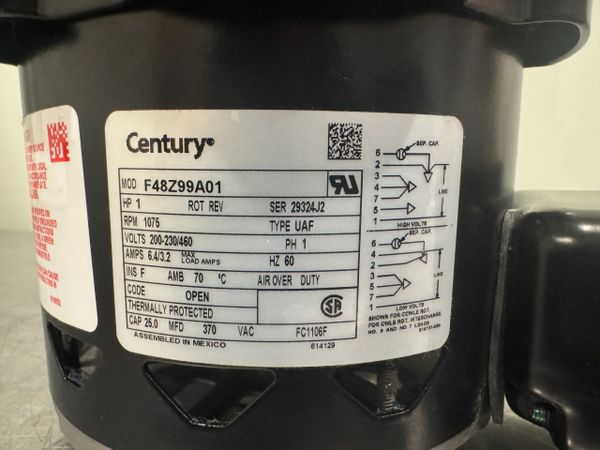 Century®
MOD F48Z99A01
HP 1 ROT REV SER 29324J2
RPM 1075 TYPE UAF
VOLTS 200-230/460 PH 1
AMPS 6.4/3.2 MAX LOAD AMPS HZ 60
INS F AMB 70 °C AIR OVER DUTY
CODE OPEN
THERMALLY PROTECTED
CAP 25.0 MFD 370 VAC FC1106F
ASSEMBLED IN MEXICO 614129
6 SEP. CAP.
2
3
4
7
5
1
LINE
HIGH VOLTS
6 SEP. CAP.
4
2
3
5
7
1
LINE
LOW VOLTS
SHOWN FOR CCWLE ROT.
FOR CWLE ROT. INTERCHANGE
NO. 5 AND NO. 7 LEADS